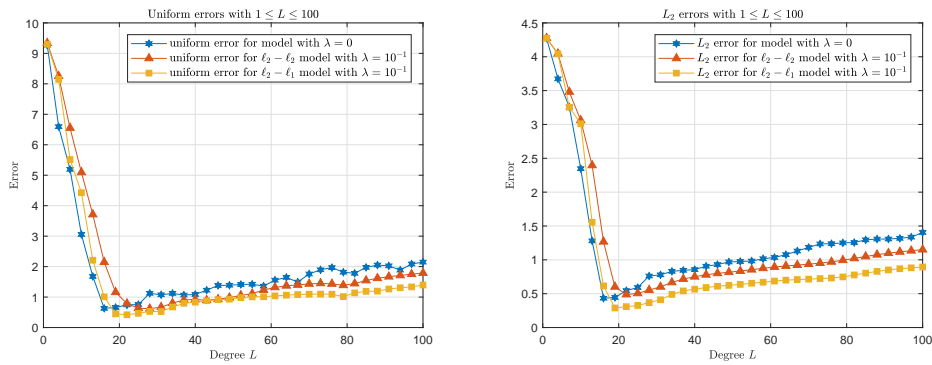 Uniform errors with 1 ≤ L ≤ 100
10
9
8
7
6
5
4
3
2
1
0
Error
uniform error for model with λ = 0
uniform error for ℓ₂ − ℓ₂ model with λ = 10⁻¹
uniform error for ℓ₂ − ℓ₁ model with λ = 10⁻¹
0 20 40 60 80 100
Degree L
L₂ errors with 1 ≤ L ≤ 100
4.5
4
3.5
3
2.5
2
1.5
1
0.5
0
Error
L₂ error for model with λ = 0
L₂ error for ℓ₂ − ℓ₂ model with λ = 10⁻¹
L₂ error for ℓ₂ − ℓ₁ model with λ = 10⁻¹
0 20 40 60 80 100
Degree L